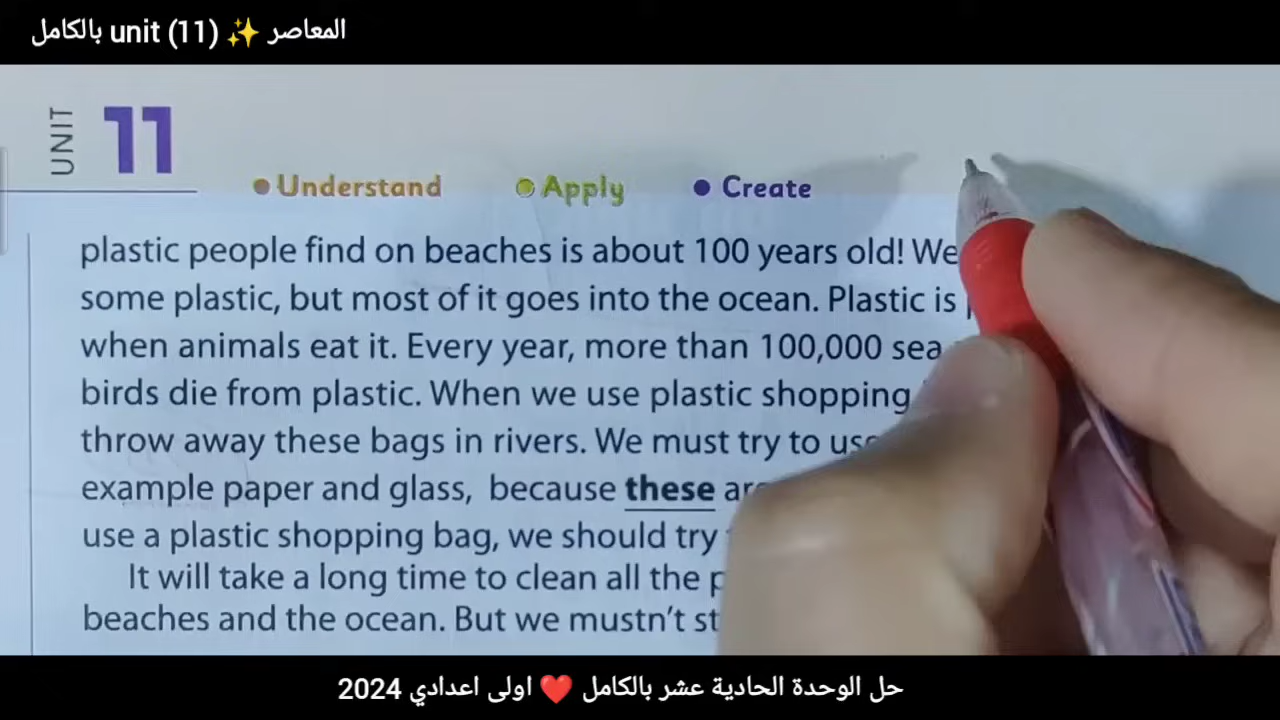 المعاصر ✨ unit (11) بالكامل
UNIT 11
Understand Apply Create
plastic people find on beaches is about 100 years old! We
some plastic, but most of it goes into the ocean. Plastic is
when animals eat it. Every year, more than 100,000 sea
birds die from plastic. When we use plastic shopping
throw away these bags in rivers. We must try to use
example paper and glass, because these
use a plastic shopping bag, we should try
It will take a long time to clean all the
beaches and the ocean. But we mustn't
حل الوحدة الحادية عشر بالكامل ❤️ اولى اعدادي 2024